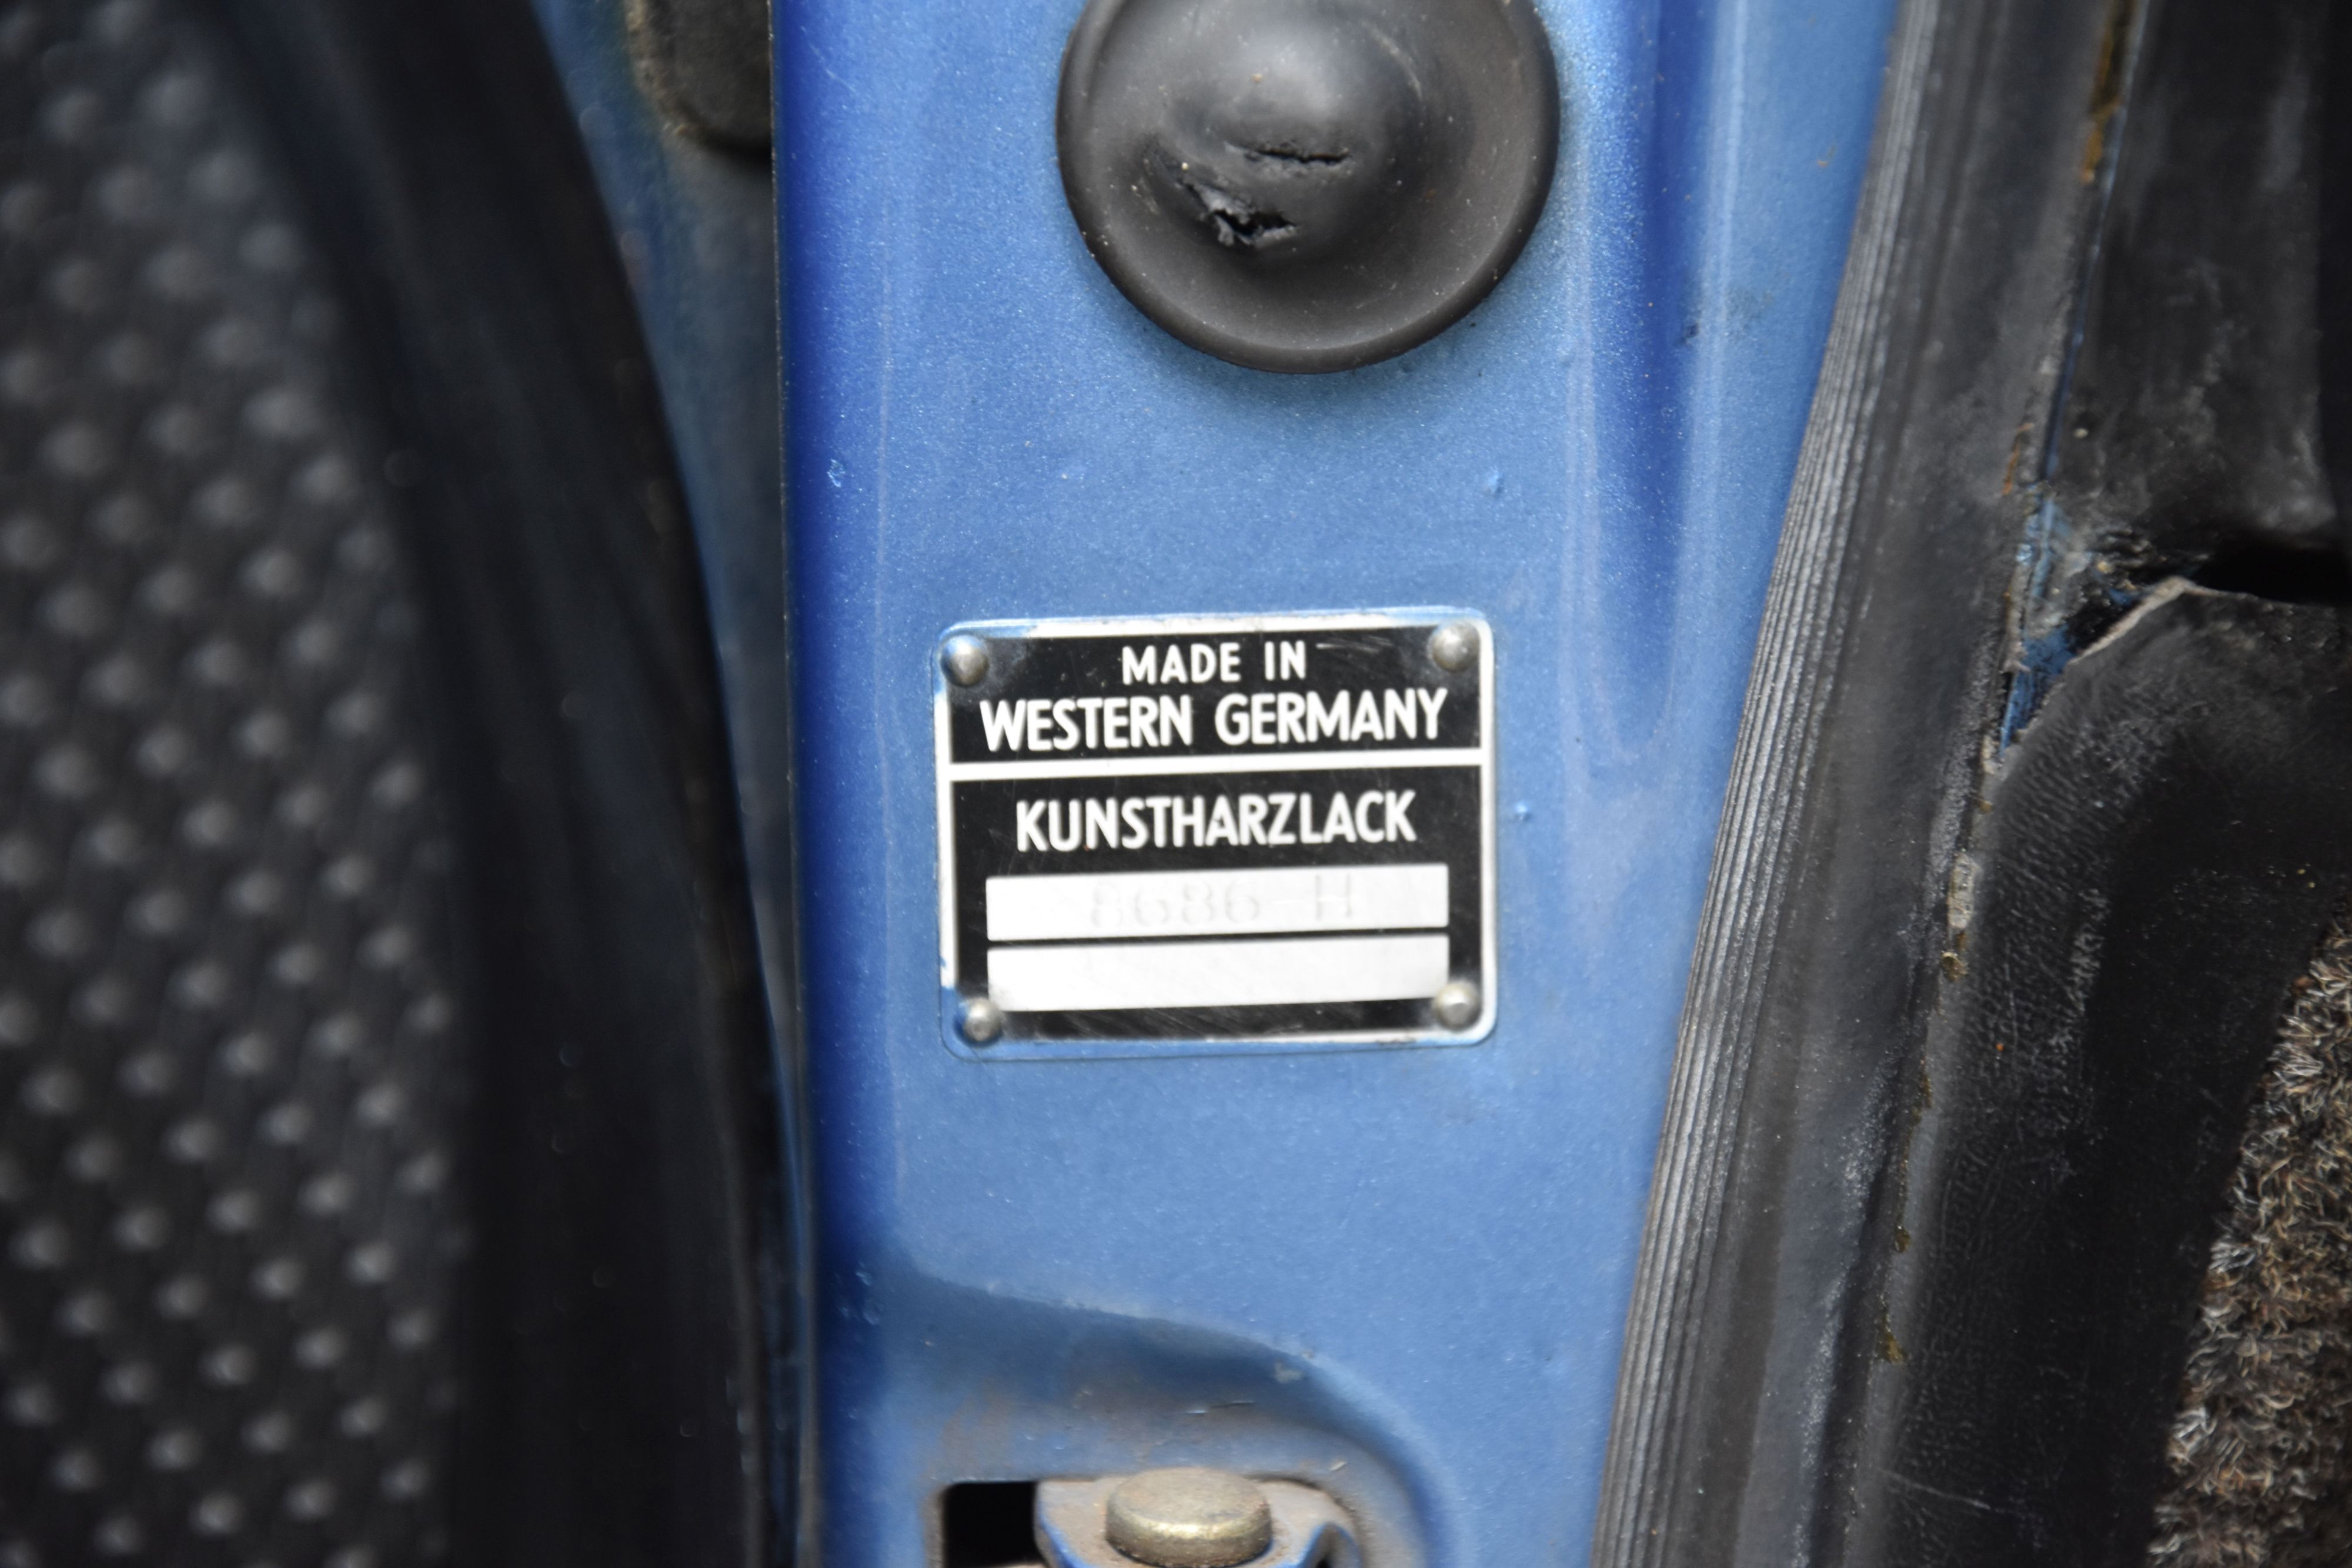 MADE IN
WESTERN GERMANY
KUNSTHARZLACK
8686-H